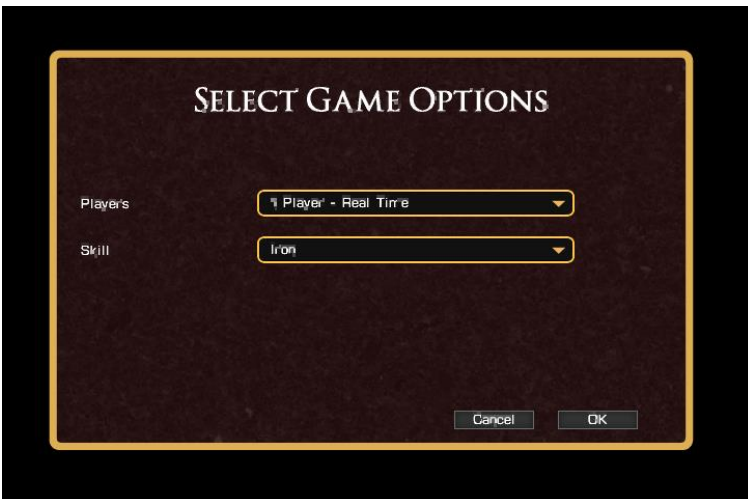 SELECT GAME OPTIONS
Players
1 Player - Real Time
Skill
Iron
Cancel
OK